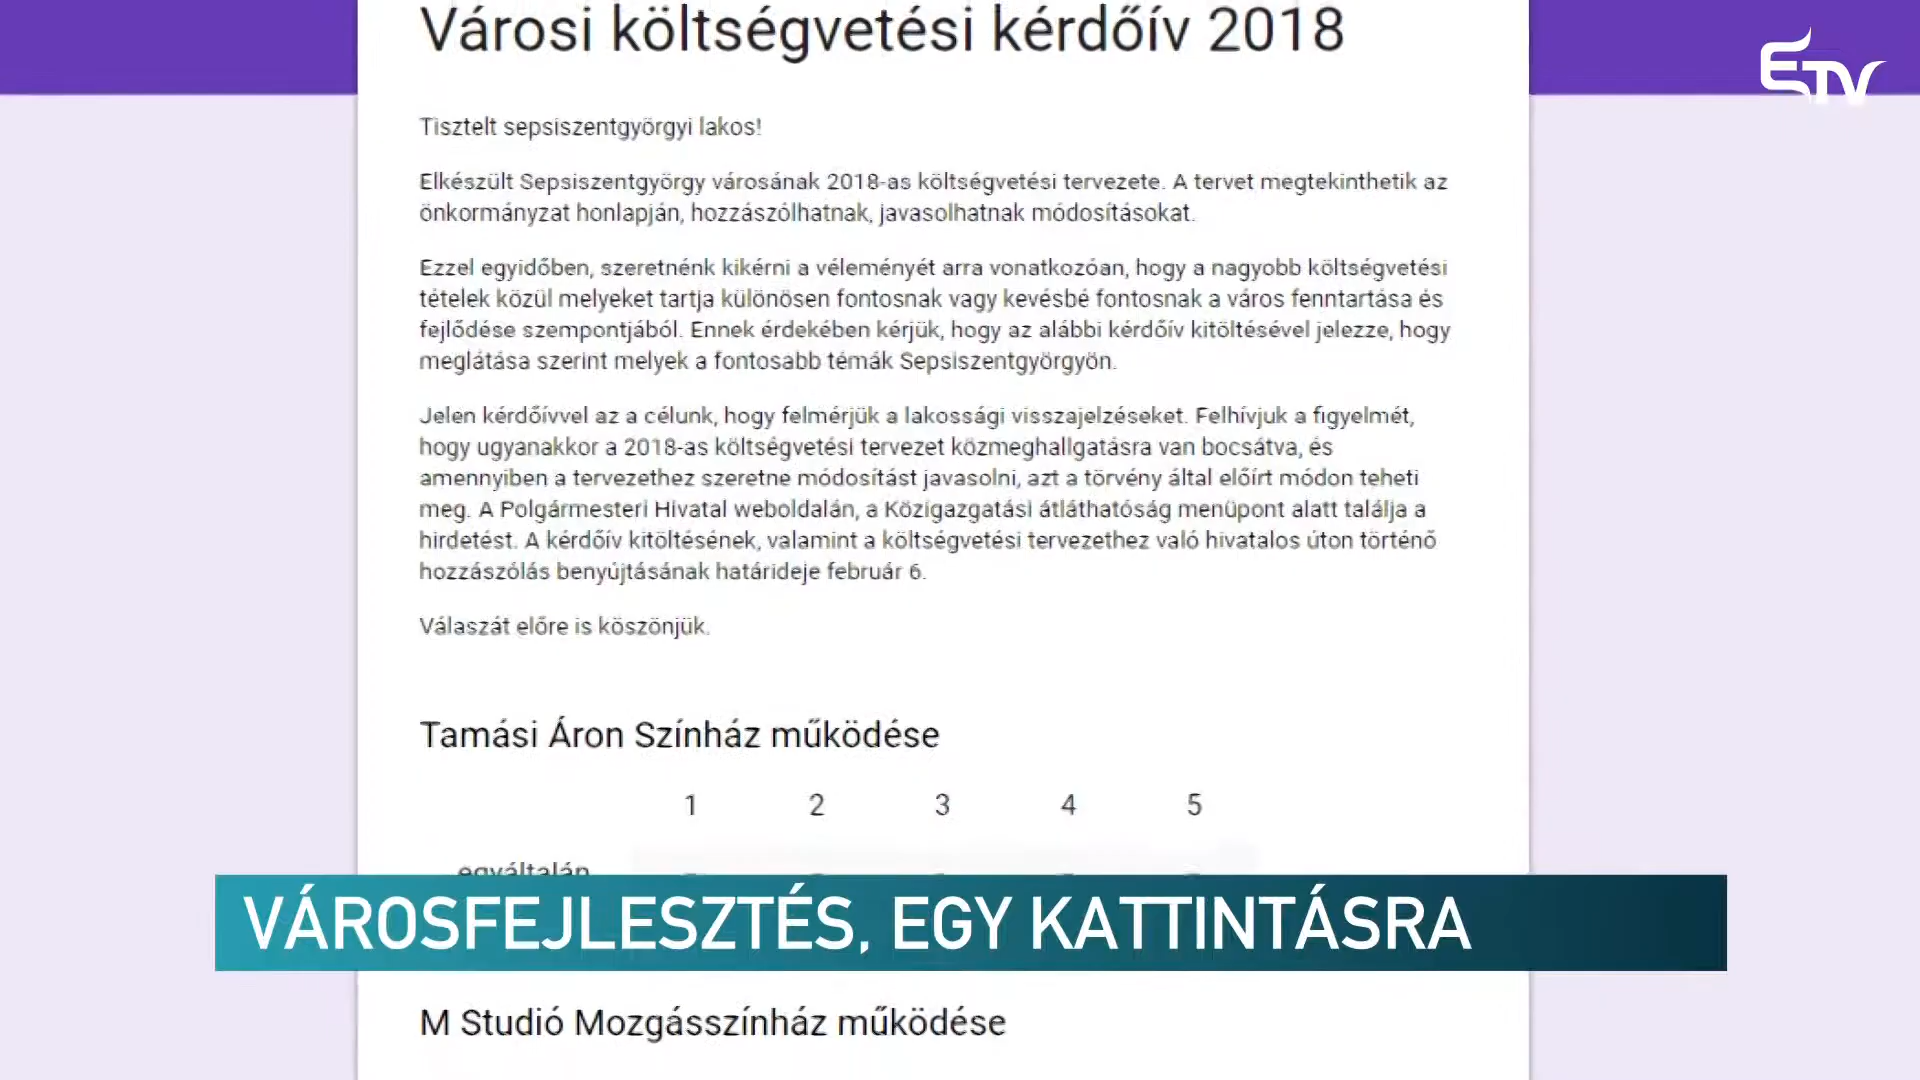 Városi költségvetési kérdőív 2018
ETV
Tisztelt sepsiszentgyörgyi lakos!
Elkészült Sepsiszentgyörgy városának 2018-as költségvetési tervezete. A tervet megtekinthetik az
önkormányzat honlapján, hozzászólhatnak, javasolhatnak módosításokat.
Ezzel egyidőben, szeretnénk kikérni a véleményét arra vonatkozóan, hogy a nagyobb költségvetési
tételek közül melyeket tartja különösen fontosnak vagy kevésbé fontosnak a város fenntartása és
fejlődése szempontjából. Ennek érdekében kérjük, hogy az alábbi kérdőív kitöltésével jelezze, hogy
meglátása szerint melyek a fontosabb témák Sepsiszentgyörgyön.
Jelen kérdőívvel az a célunk, hogy felmérjük a lakossági visszajelzéseket. Felhívjuk a figyelmét,
hogy ugyanakkor a 2018-as költségvetési tervezet közmeghallgatásra van bocsátva, és
amennyiben a tervezethez szeretne módosítást javasolni, azt a törvény által előírt módon teheti
meg. A Polgármesteri Hivatal weboldalán, a Közigazgatási átláthatóság menüpont alatt találja a
hirdetést. A kérdőív kitöltésének, valamint a költségvetési tervezethez való hivatalos úton történő
hozzászólás benyújtásának határideje február 6.
Válaszát előre is köszönjük.
Tamási Áron Színház működése
1 2 3 4 5
egyáltalán
VÁROSFEJLESZTÉS, EGY KATTINTÁSRA
M Studió Mozgásszínház működése